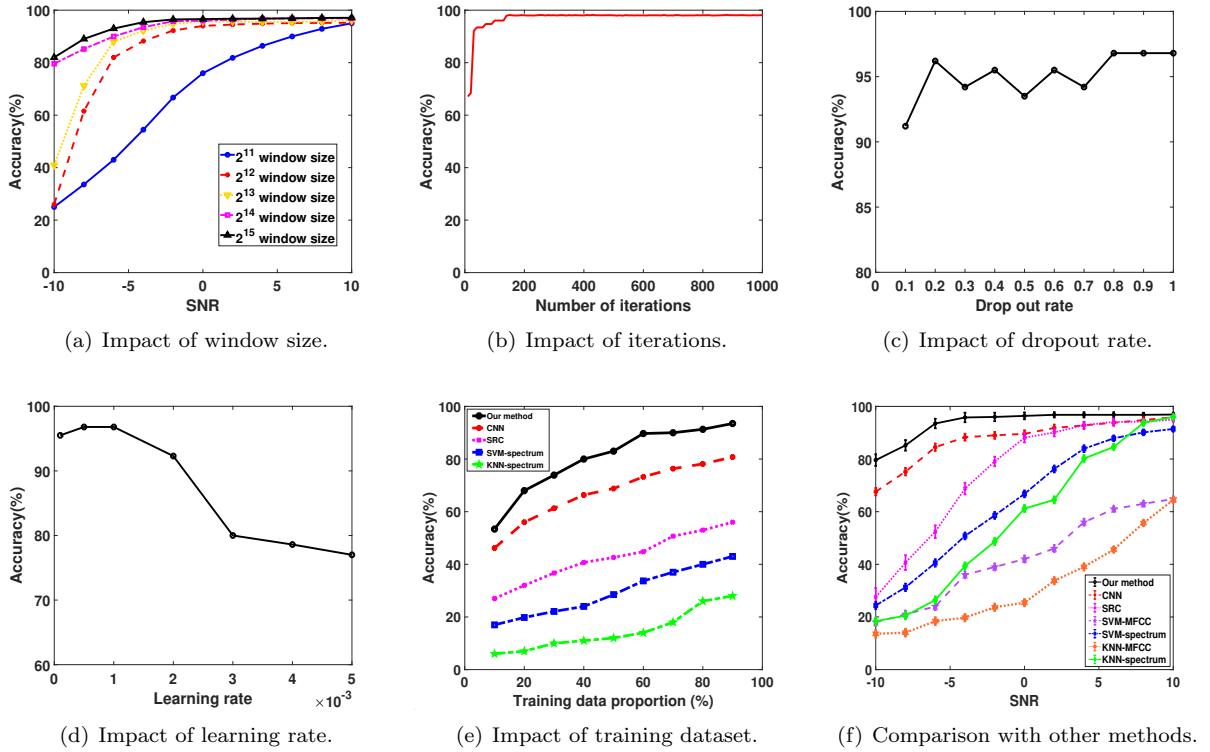 100
80
60
40
20
0
-10
-5
0
5
10
Accuracy(%)
SNR
2^11 window size
2^12 window size
2^13 window size
2^14 window size
2^15 window size
(a) Impact of window size.
100
80
60
40
20
0
0
200
400
600
800
1000
Accuracy(%)
Number of iterations
(b) Impact of iterations.
100
95
90
85
80
0
0.1
0.2
0.3
0.4
0.5
0.6
0.7
0.8
0.9
1
Accuracy(%)
Drop out rate
(c) Impact of dropout rate.
100
90
80
70
60
0
1
2
3
4
5
×10^-3
Accuracy(%)
Learning rate
(d) Impact of learning rate.
100
80
60
40
20
0
0
20
40
60
80
100
Accuracy(%)
Training data proportion (%)
Our method
CNN
SRC
SVM-spectrum
KNN-spectrum
(e) Impact of training dataset.
100
80
60
40
20
0
-10
-5
0
5
10
Accuracy(%)
SNR
Our method
CNN
SRC
SVM-MFCC
SVM-spectrum
KNN-MFCC
KNN-spectrum
(f) Comparison with other methods.